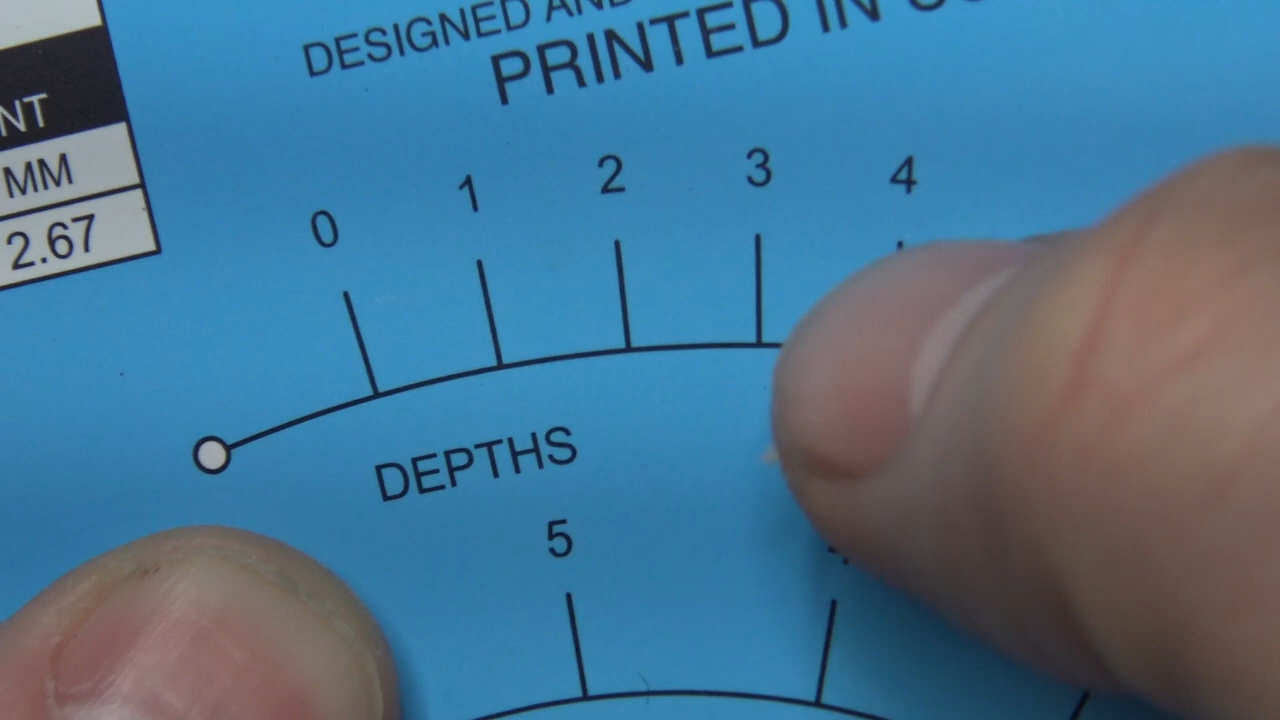 DESIGNED AND
PRINTED IN
NT
MM
2.67
0 1 2 3 4
DEPTHS
5